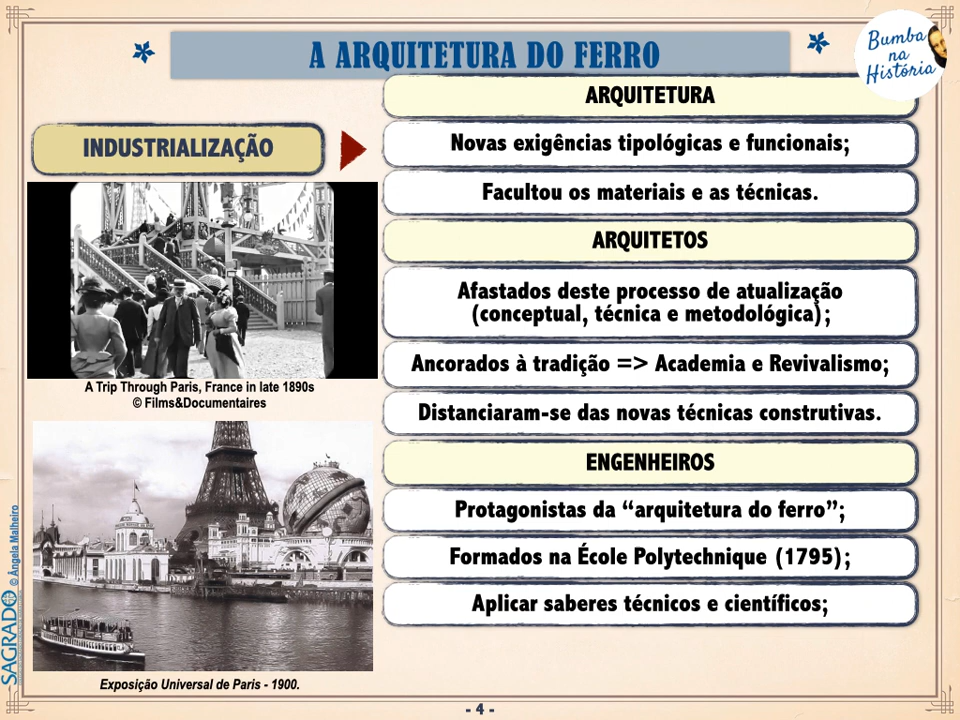 A ARQUITETURA DO FERRO
Bumba
na
História
INDUSTRIALIZAÇÃO
A Trip Through Paris, France in late 1890s
© Films&Documentaires
Exposição Universal de Paris - 1900.
ARQUITETURA
Novas exigências tipológicas e funcionais;
Facultou os materiais e as técnicas.
ARQUITETOS
Afastados deste processo de atualização
(conceptual, técnica e metodológica);
Ancorados à tradição => Academia e Revivalismo;
Distanciaram-se das novas técnicas construtivas.
ENGENHEIROS
Protagonistas da “arquitetura do ferro”;
Formados na École Polytechnique (1795);
Aplicar saberes técnicos e científicos;
SAGRADO
© Ângela Malheiro
- 4 -